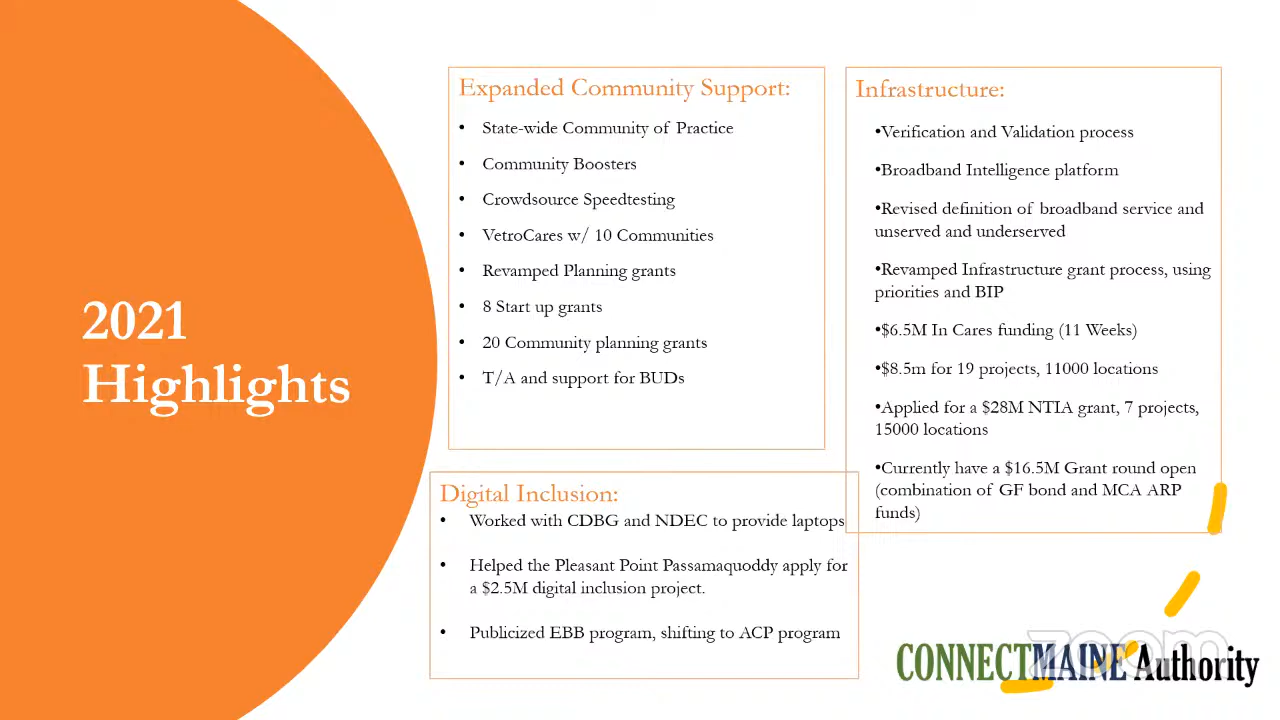 2021
Highlights
Expanded Community Support:
• State-wide Community of Practice
• Community Boosters
• Crowdsource Speedtesting
• VetroCares w/ 10 Communities
• Revamped Planning grants
• 8 Start up grants
• 20 Community planning grants
• T/A and support for BUDs
Digital Inclusion:
• Worked with CDBG and NDEC to provide laptops
• Helped the Pleasant Point Passamaquoddy apply for
a $2.5M digital inclusion project.
• Publicized EBB program, shifting to ACP program
Infrastructure:
•Verification and Validation process
•Broadband Intelligence platform
•Revised definition of broadband service and
unserved and underserved
•Revamped Infrastructure grant process, using
priorities and BIP
•$6.5M In Cares funding (11 Weeks)
•$8.5m for 19 projects, 11000 locations
•Applied for a $28M NTIA grant, 7 projects,
15000 locations
•Currently have a $16.5M Grant round open
(combination of GF bond and MCA ARP
funds)
zoom
CONNECTMAINE Authority